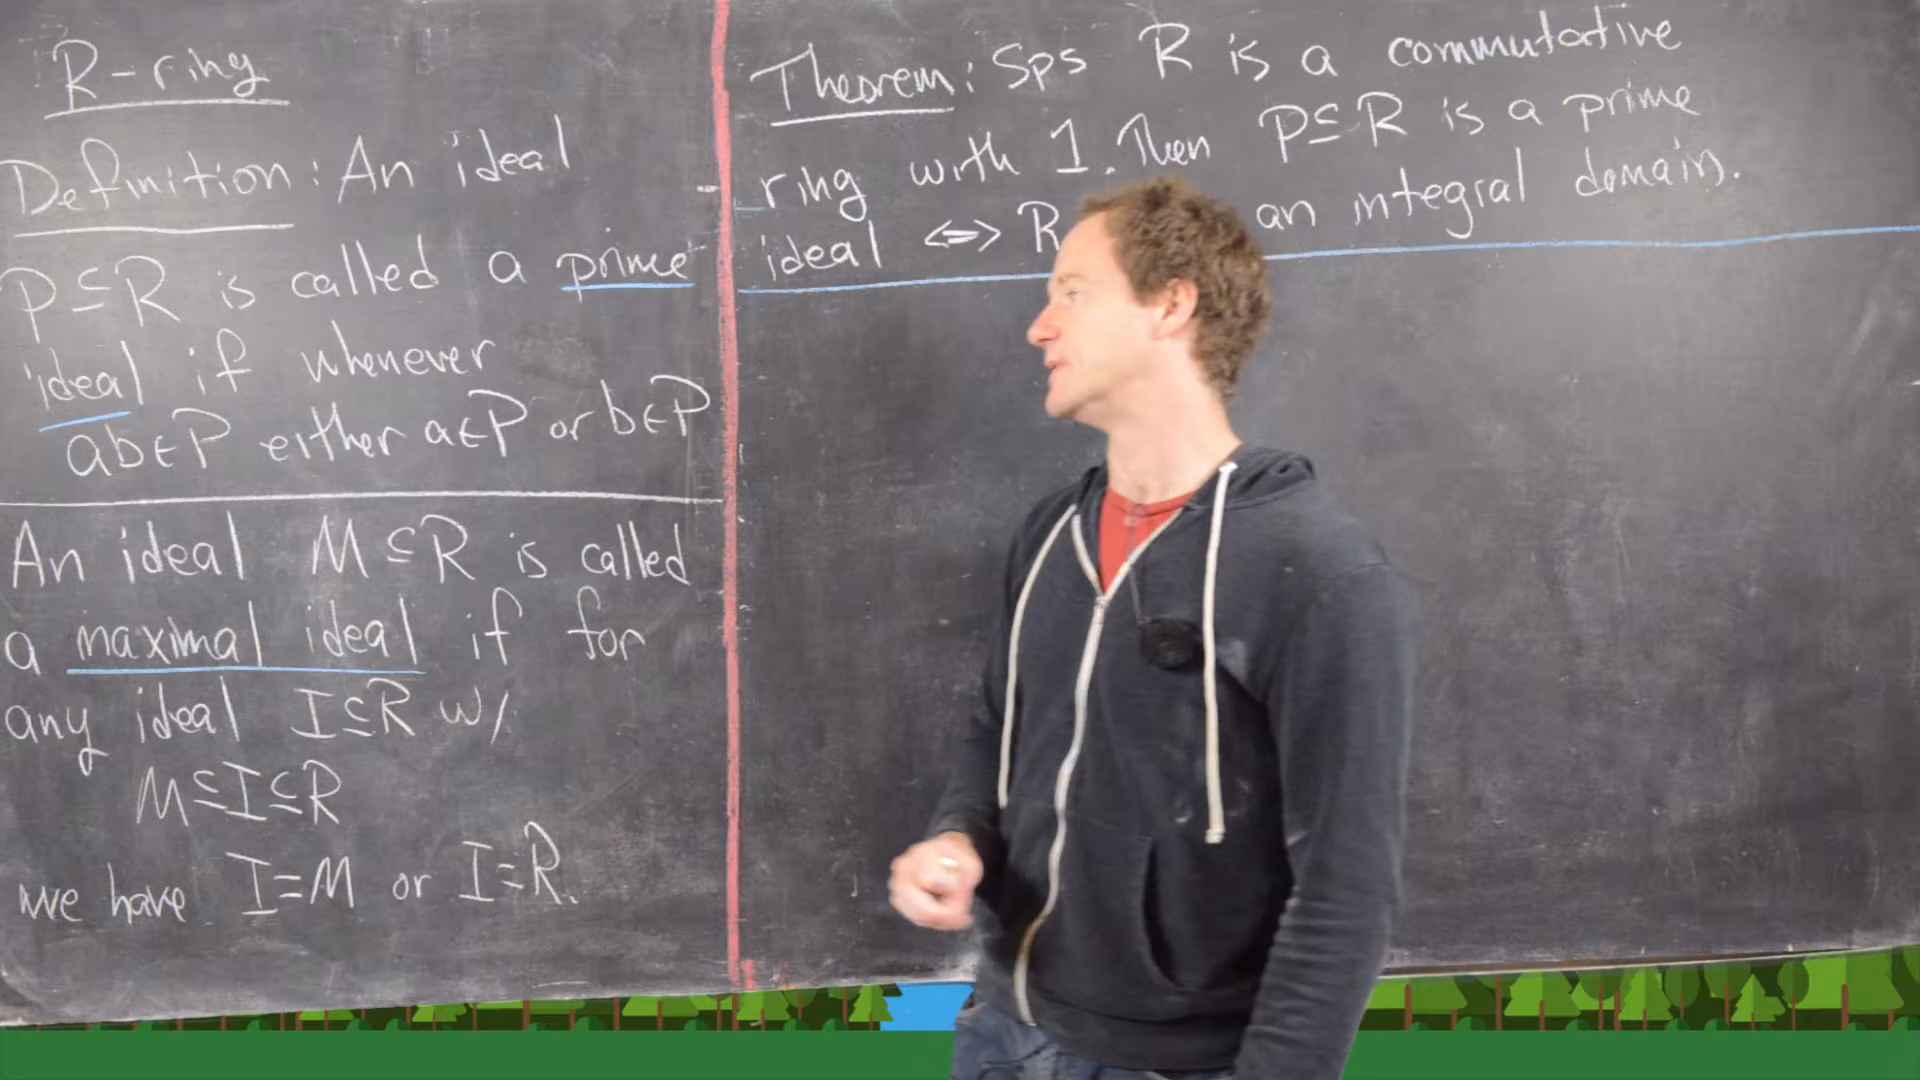 R-ring
Definition: An ideal
P⊆R is called a prime
ideal if whenever
ab∈P either a∈P or b∈P
An ideal M⊆R is called
a maximal ideal if for
any ideal I⊆R w/
M⊆I⊆R
we have I=M or I=R.
Theorem: Sps R is a commutative
ring with 1. Then P⊆R is a prime
ideal ⇔ R an integral domain.